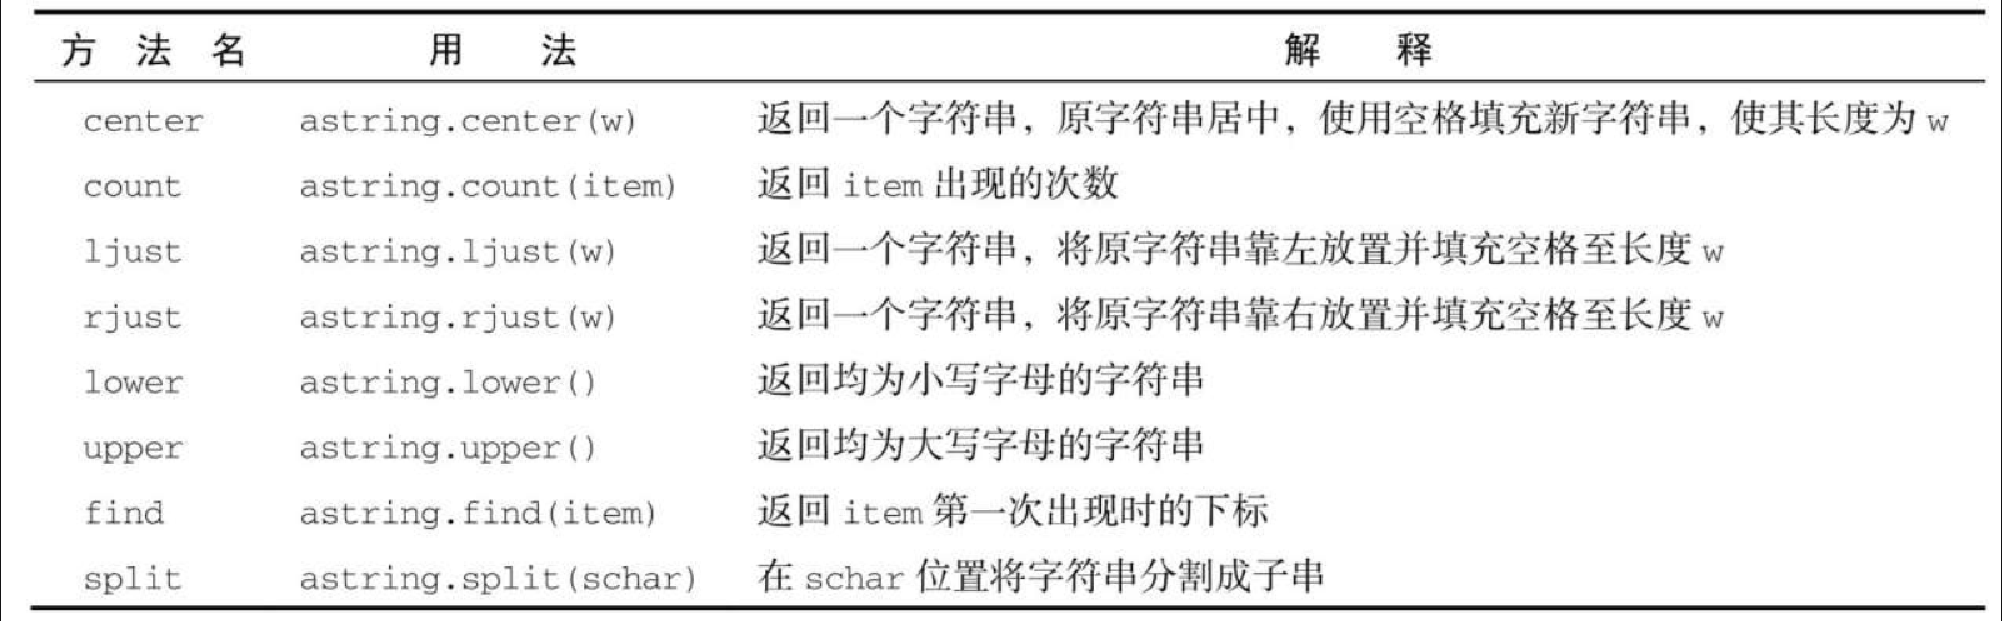 方法名 用法 解释
center astring.center(w) 返回一个字符串，原字符串居中，使用空格填充新字符串，使其长度为 w
count astring.count(item) 返回 item 出现的次数
ljust astring.ljust(w) 返回一个字符串，将原字符串靠左放置并填充空格至长度 w
rjust astring.rjust(w) 返回一个字符串，将原字符串靠右放置并填充空格至长度 w
lower astring.lower() 返回均为小写字母的字符串
upper astring.upper() 返回均为大写字母的字符串
find astring.find(item) 返回 item 第一次出现时的下标
split astring.split(schar) 在 schar 位置将字符串分割成子串